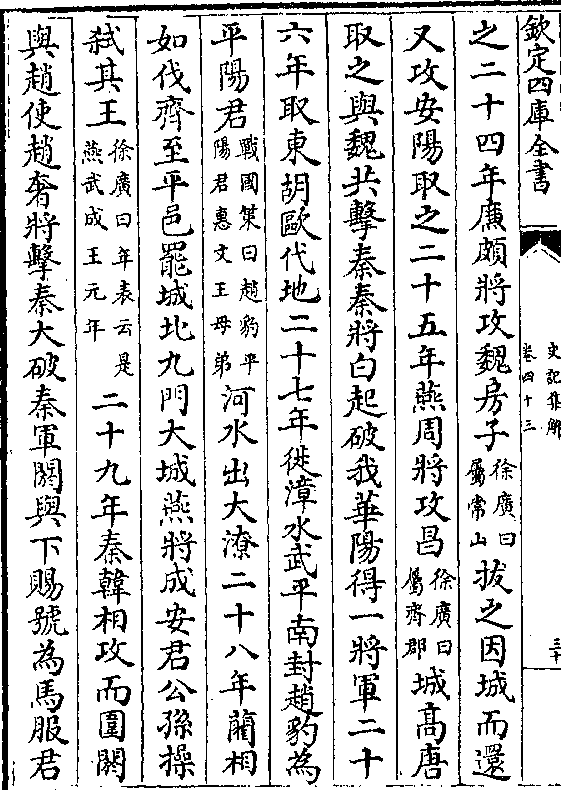 欽定四庫全書
史記集解
卷四十三
三十
之二十四年廉頗將攻魏房子徐廣曰屬常山拔之因城而還
又攻安陽取之二十五年燕周將攻昌徐廣曰屬齊郡城高唐
取之與魏共擊秦秦將白起破我華陽得一將軍二十
六年取東胡歐代地二十七年徙漳水武平南封趙豹為
平陽君戰國策曰趙豹平陽君惠文王母弟河水出大潦二十八年藺相
如伐齊至平邑罷城北九門大城燕將成安君公孫操
弑其王徐廣曰年表云是燕武成王元年二十九年秦韓相攻而圍閼
與趙使趙奢將擊秦大破秦軍閼與下賜號為馬服君